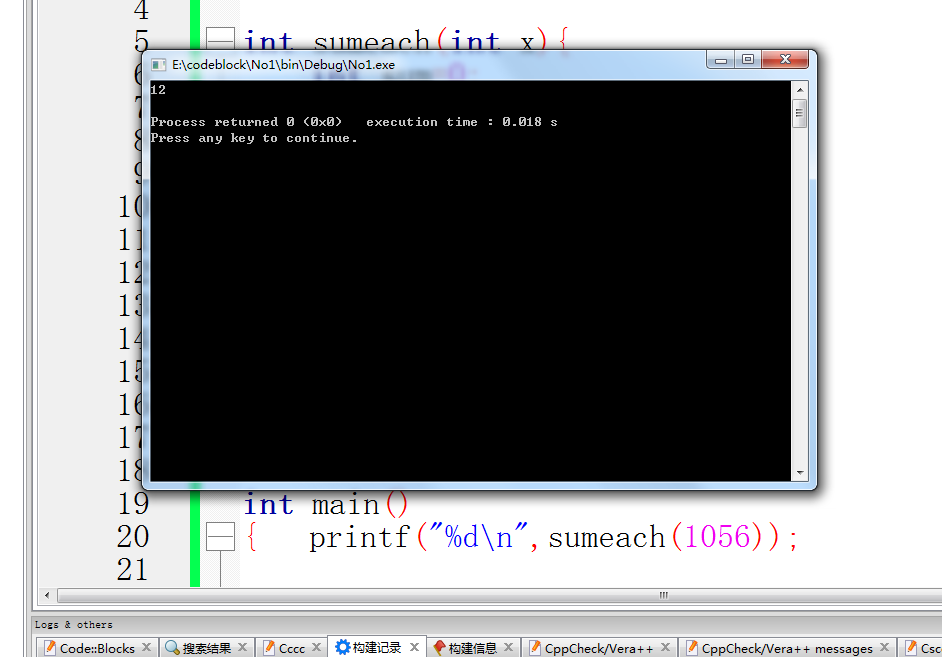 4
5 int sumeach(int x){
E:\codeblock\No1\bin\Debug\No1.exe
12
Process returned 0 (0x0)   execution time : 0.018 s
Press any key to continue.
6
7
8
9
10
11
12
13
14
15
16
17
18
19 int main()
20 {   printf("%d\n",sumeach(1056));
21
Logs & others
Code::Blocks
搜索结果
Cccc
构建记录
构建信息
CppCheck/Vera++
CppCheck/Vera++ messages
Csc